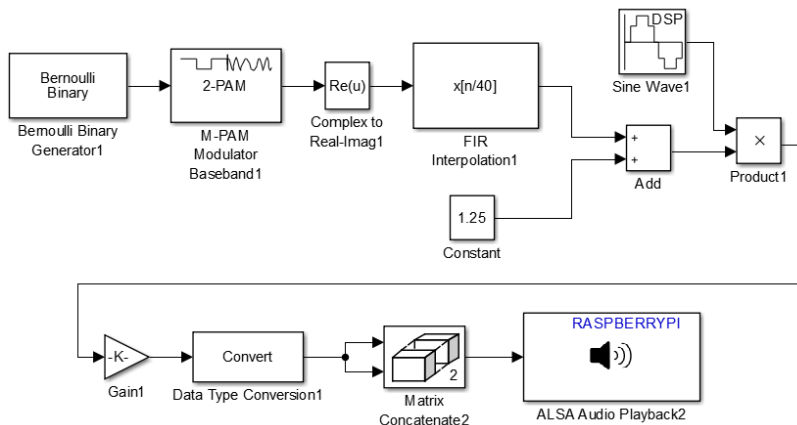 Bernoulli
Binary
Bernoulli Binary
Generator1
2-PAM
M-PAM
Modulator
Baseband1
Re(u)
Complex to
Real-Imag1
x[n/40]
FIR
Interpolation1
DSP
Sine Wave1
1.25
Constant
+
+
Add
×
Product1
-K-
Gain1
Convert
Data Type Conversion1
2
Matrix
Concatenate2
RASPBERRYPI
ALSA Audio Playback2